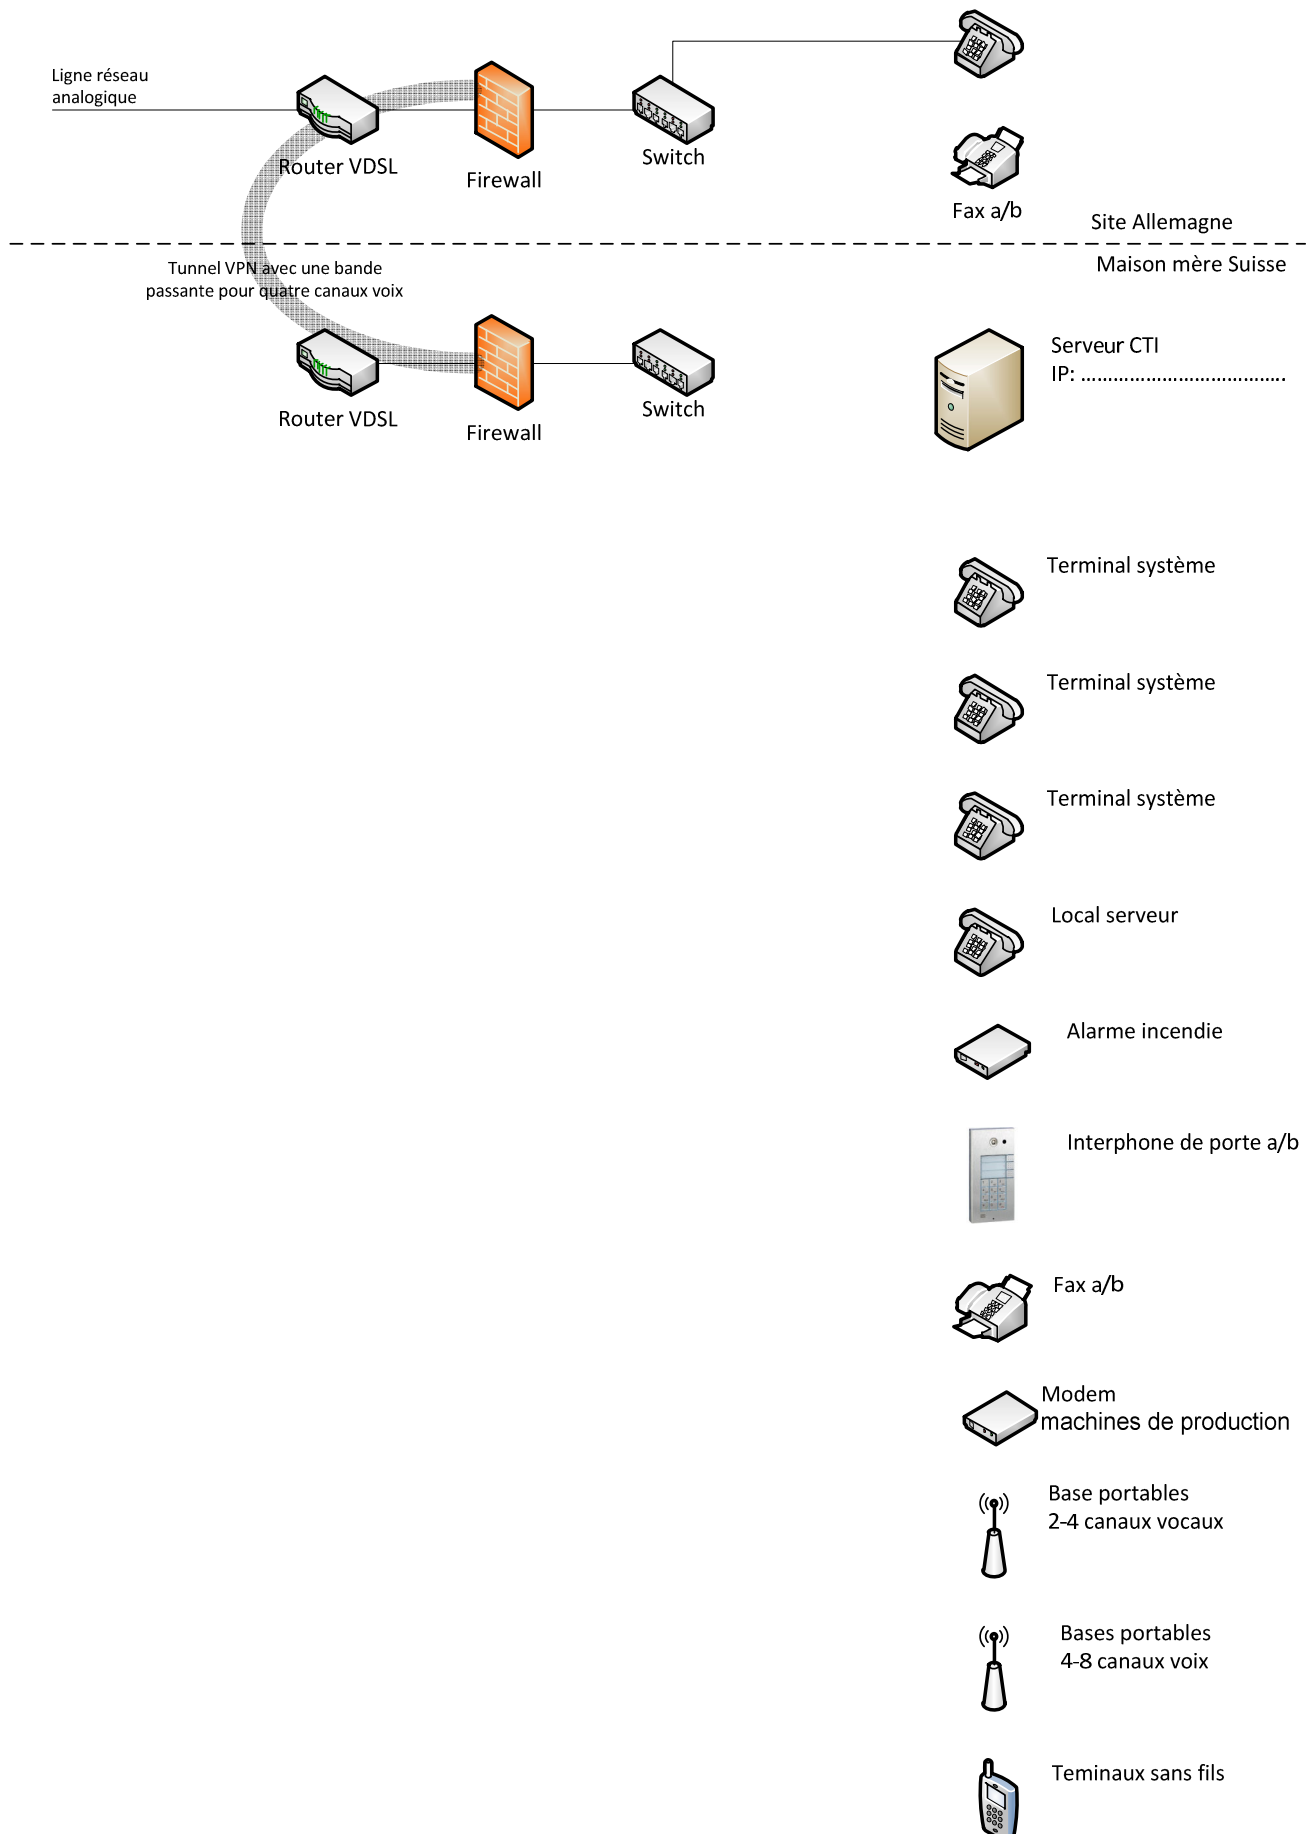 Ligne réseau
analogique
Router VDSL
Firewall
Switch
Fax a/b
Site Allemagne
Maison mère Suisse
Tunnel VPN avec une bande
passante pour quatre canaux voix
Router VDSL
Firewall
Switch
Serveur CTI
IP: ......................................
Terminal système
Terminal système
Terminal système
Local serveur
Alarme incendie
Interphone de porte a/b
Fax a/b
Modem
machines de production
Base portables
2-4 canaux vocaux
Bases portables
4-8 canaux voix
Teminaux sans fils